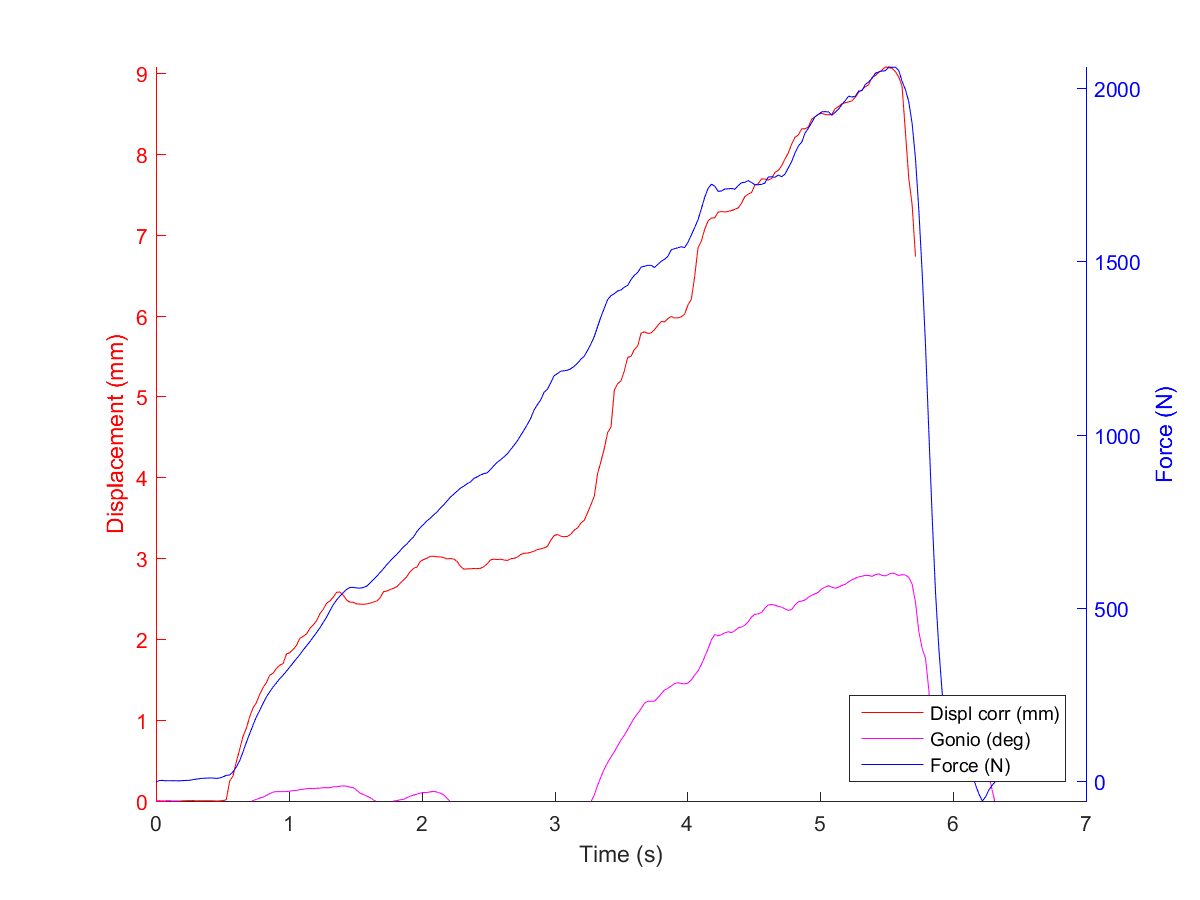 9
8
7
6
5
4
3
2
1
0
Displacement (mm)
2000
1500
1000
500
0
Force (N)
Displ corr (mm)
Gonio (deg)
Force (N)
0 1 2 3 4 5 6 7
Time (s)